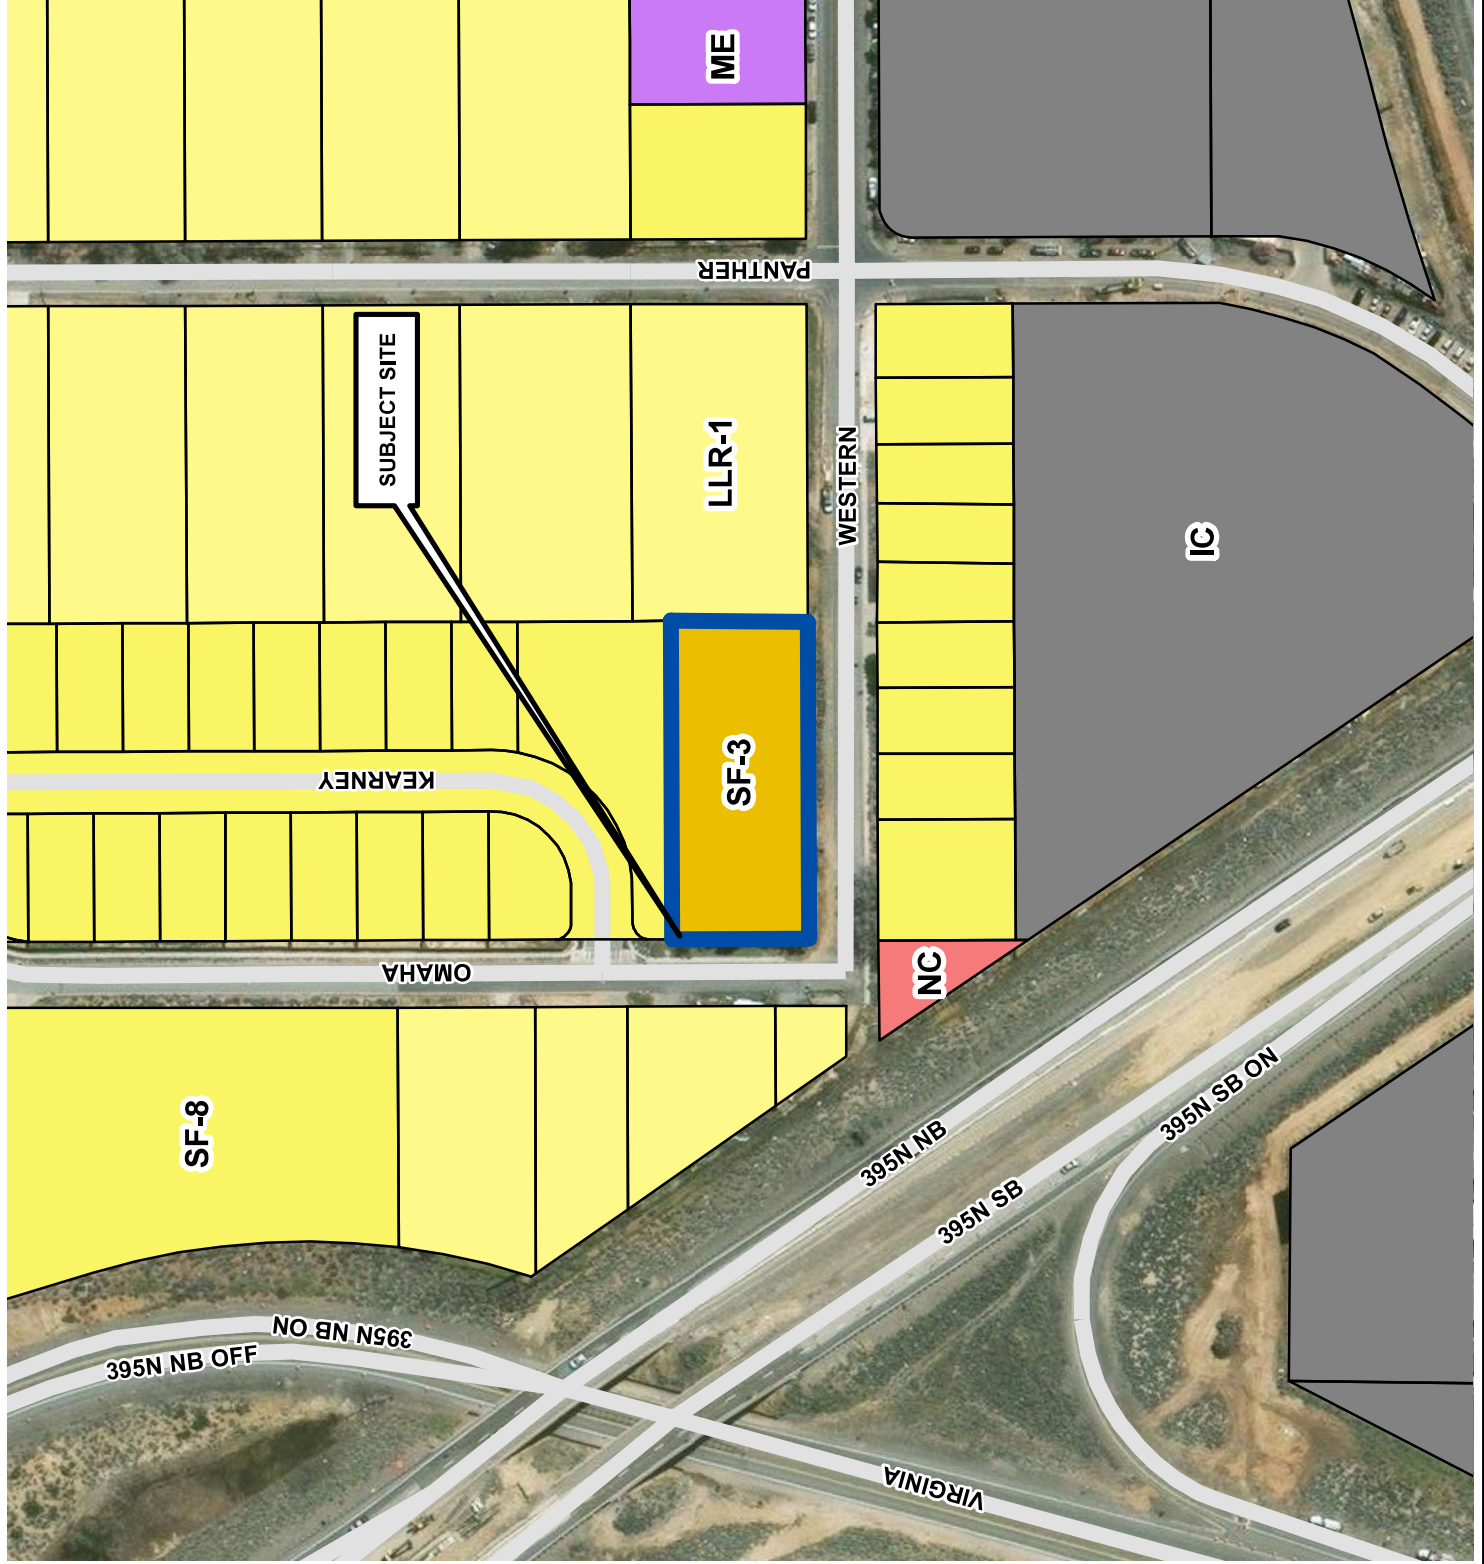 ME
PANTHER
SUBJECT SITE
LLR-1
WESTERN
IC
SF-3
KEARNEY
OMAHA
NC
SF-8
395N NB
395N SB
395N SB ON
395N NB ON
395N NB OFF
VIRGINIA